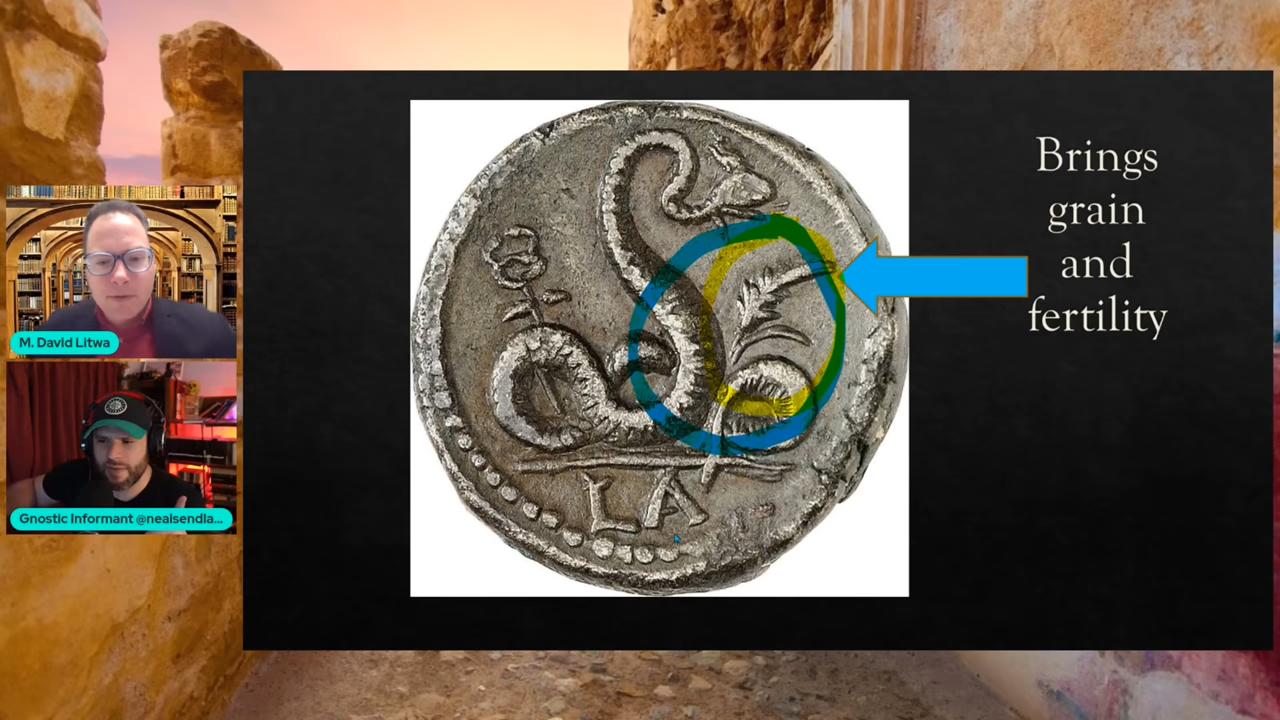 Brings
grain
and
fertility
M. David Litwa
Gnostic Informant @nealsendla...
LA